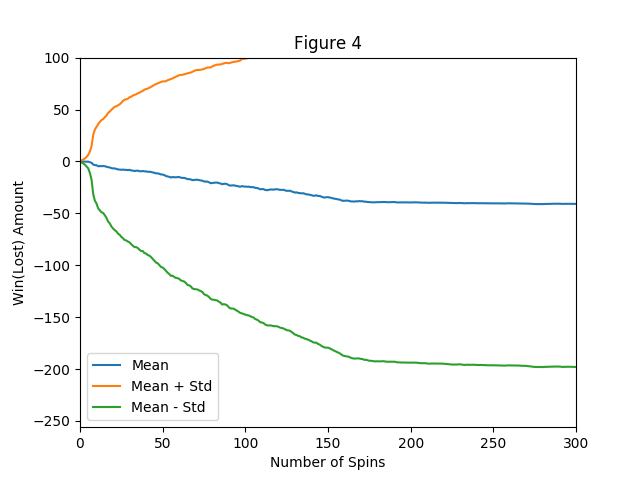 Figure 4
Win(Lost) Amount
100
50
0
−50
−100
−150
−200
−250
Mean
Mean + Std
Mean - Std
0 50 100 150 200 250 300
Number of Spins